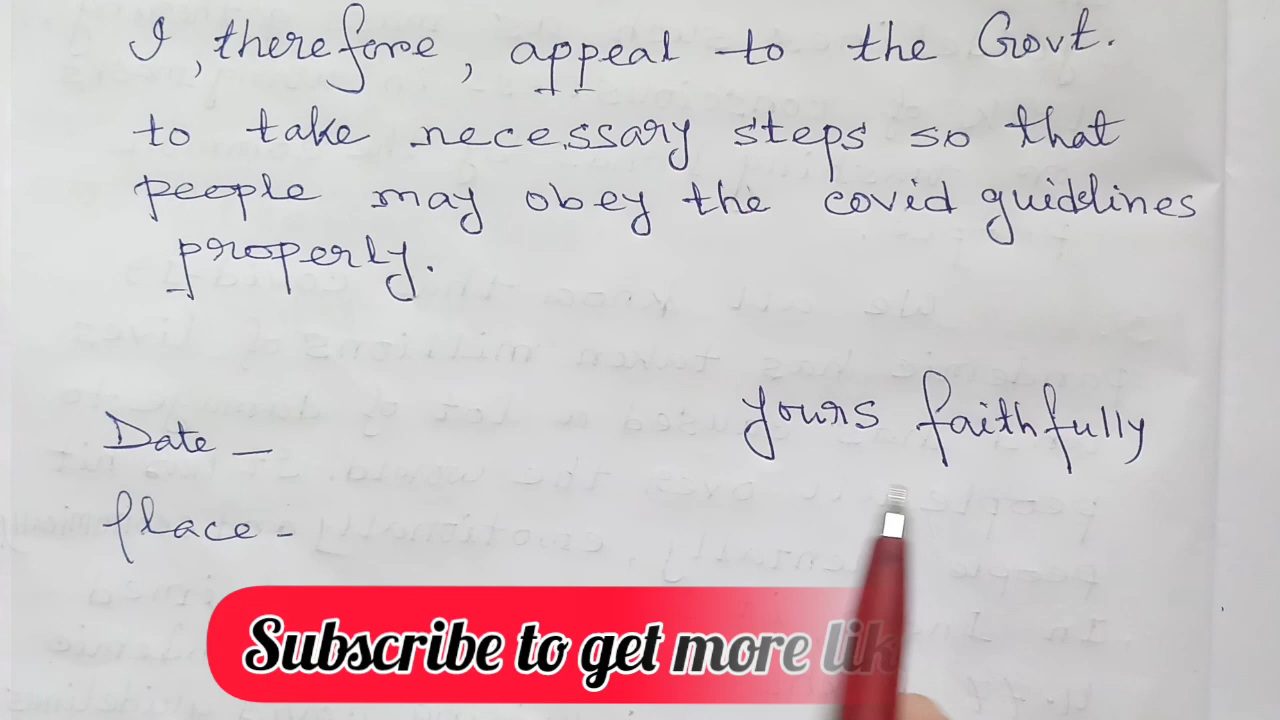 I, therefore, appeal to the Govt.
to take necessary steps so that
people may obey the covid guidelines
properly.
yours faithfully
Date -
Place -
Subscribe to get more lik